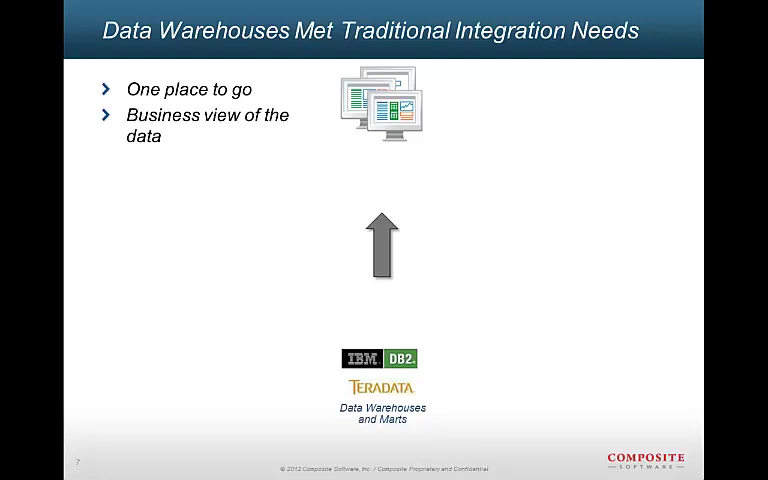 Data Warehouses Met Traditional Integration Needs
One place to go
Business view of the
data
IBM. DB2.
TERADATA
Data Warehouses
and Marts
7
© 2012 Composite Software, Inc. / Composite Proprietary and Confidential
COMPOSITE
SOFTWARE